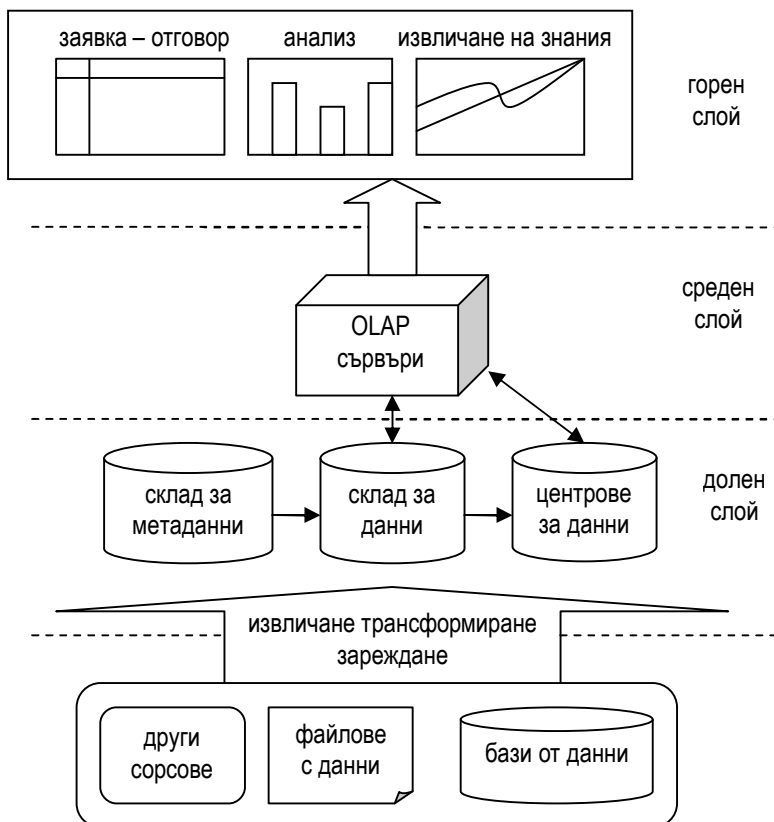 заявка – отговор
анализ
извличане на знания
горен
слой
среден
слой
OLAP
сървъри
склад за
метаданни
склад за
данни
центрове
за данни
долен
слой
извличане трансформиране
зареждане
други
сорсове
файлове
с данни
бази от данни